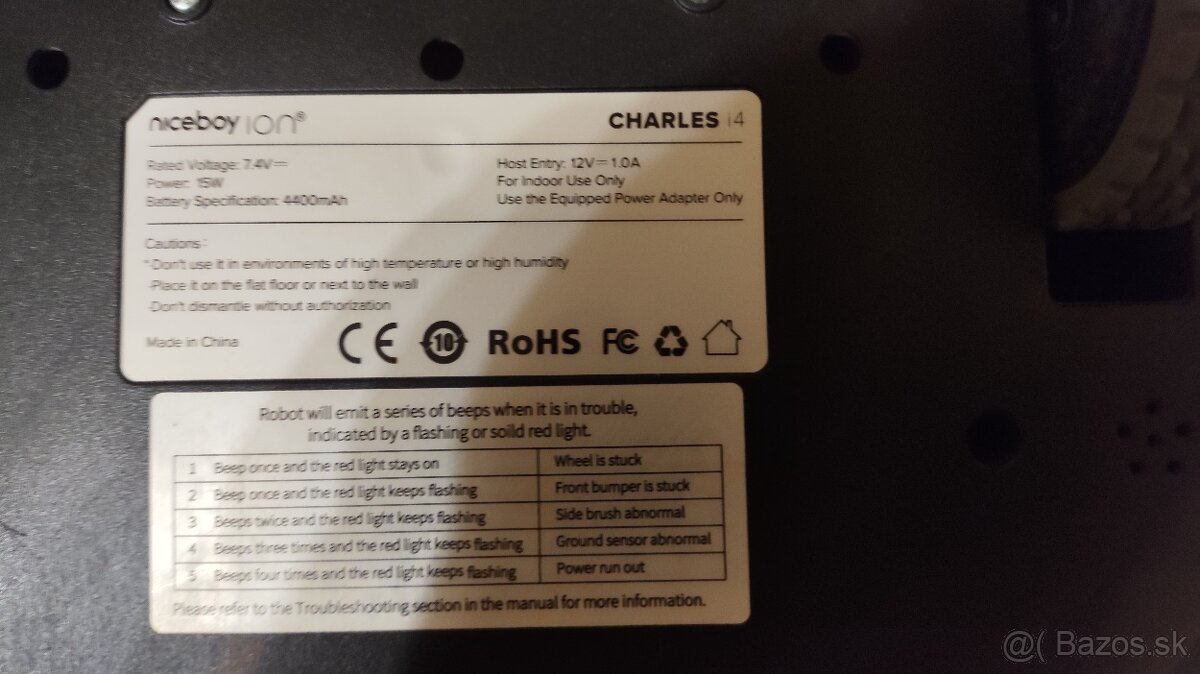 niceboy ION®
CHARLES i4
Rated Voltage: 7.4V⎓
Power: 15W
Battery Specification: 4400mAh
Host Entry: 12V⎓1.0A
For Indoor Use Only
Use the Equipped Power Adapter Only
Cautions:
·Don't use it in environments of high temperature or high humidity
·Place it on the flat floor or next to the wall
·Don't dismantle without authorization
Made in China
CE 10 RoHS FC
Robot will emit a series of beeps when it is in trouble,
indicated by a flashing or soild red light.
1 Beep once and the red light stays on Wheel is stuck
2 Beep once and the red light keeps flashing Front bumper is stuck
3 Beeps twice and the red light keeps flashing Side brush abnormal
4 Beeps three times and the red light keeps flashing Ground sensor abnormal
5 Beeps four times and the red light keeps flashing Power run out
Please refer to the Troubleshooting section in the manual for more information.
@( Bazos.sk